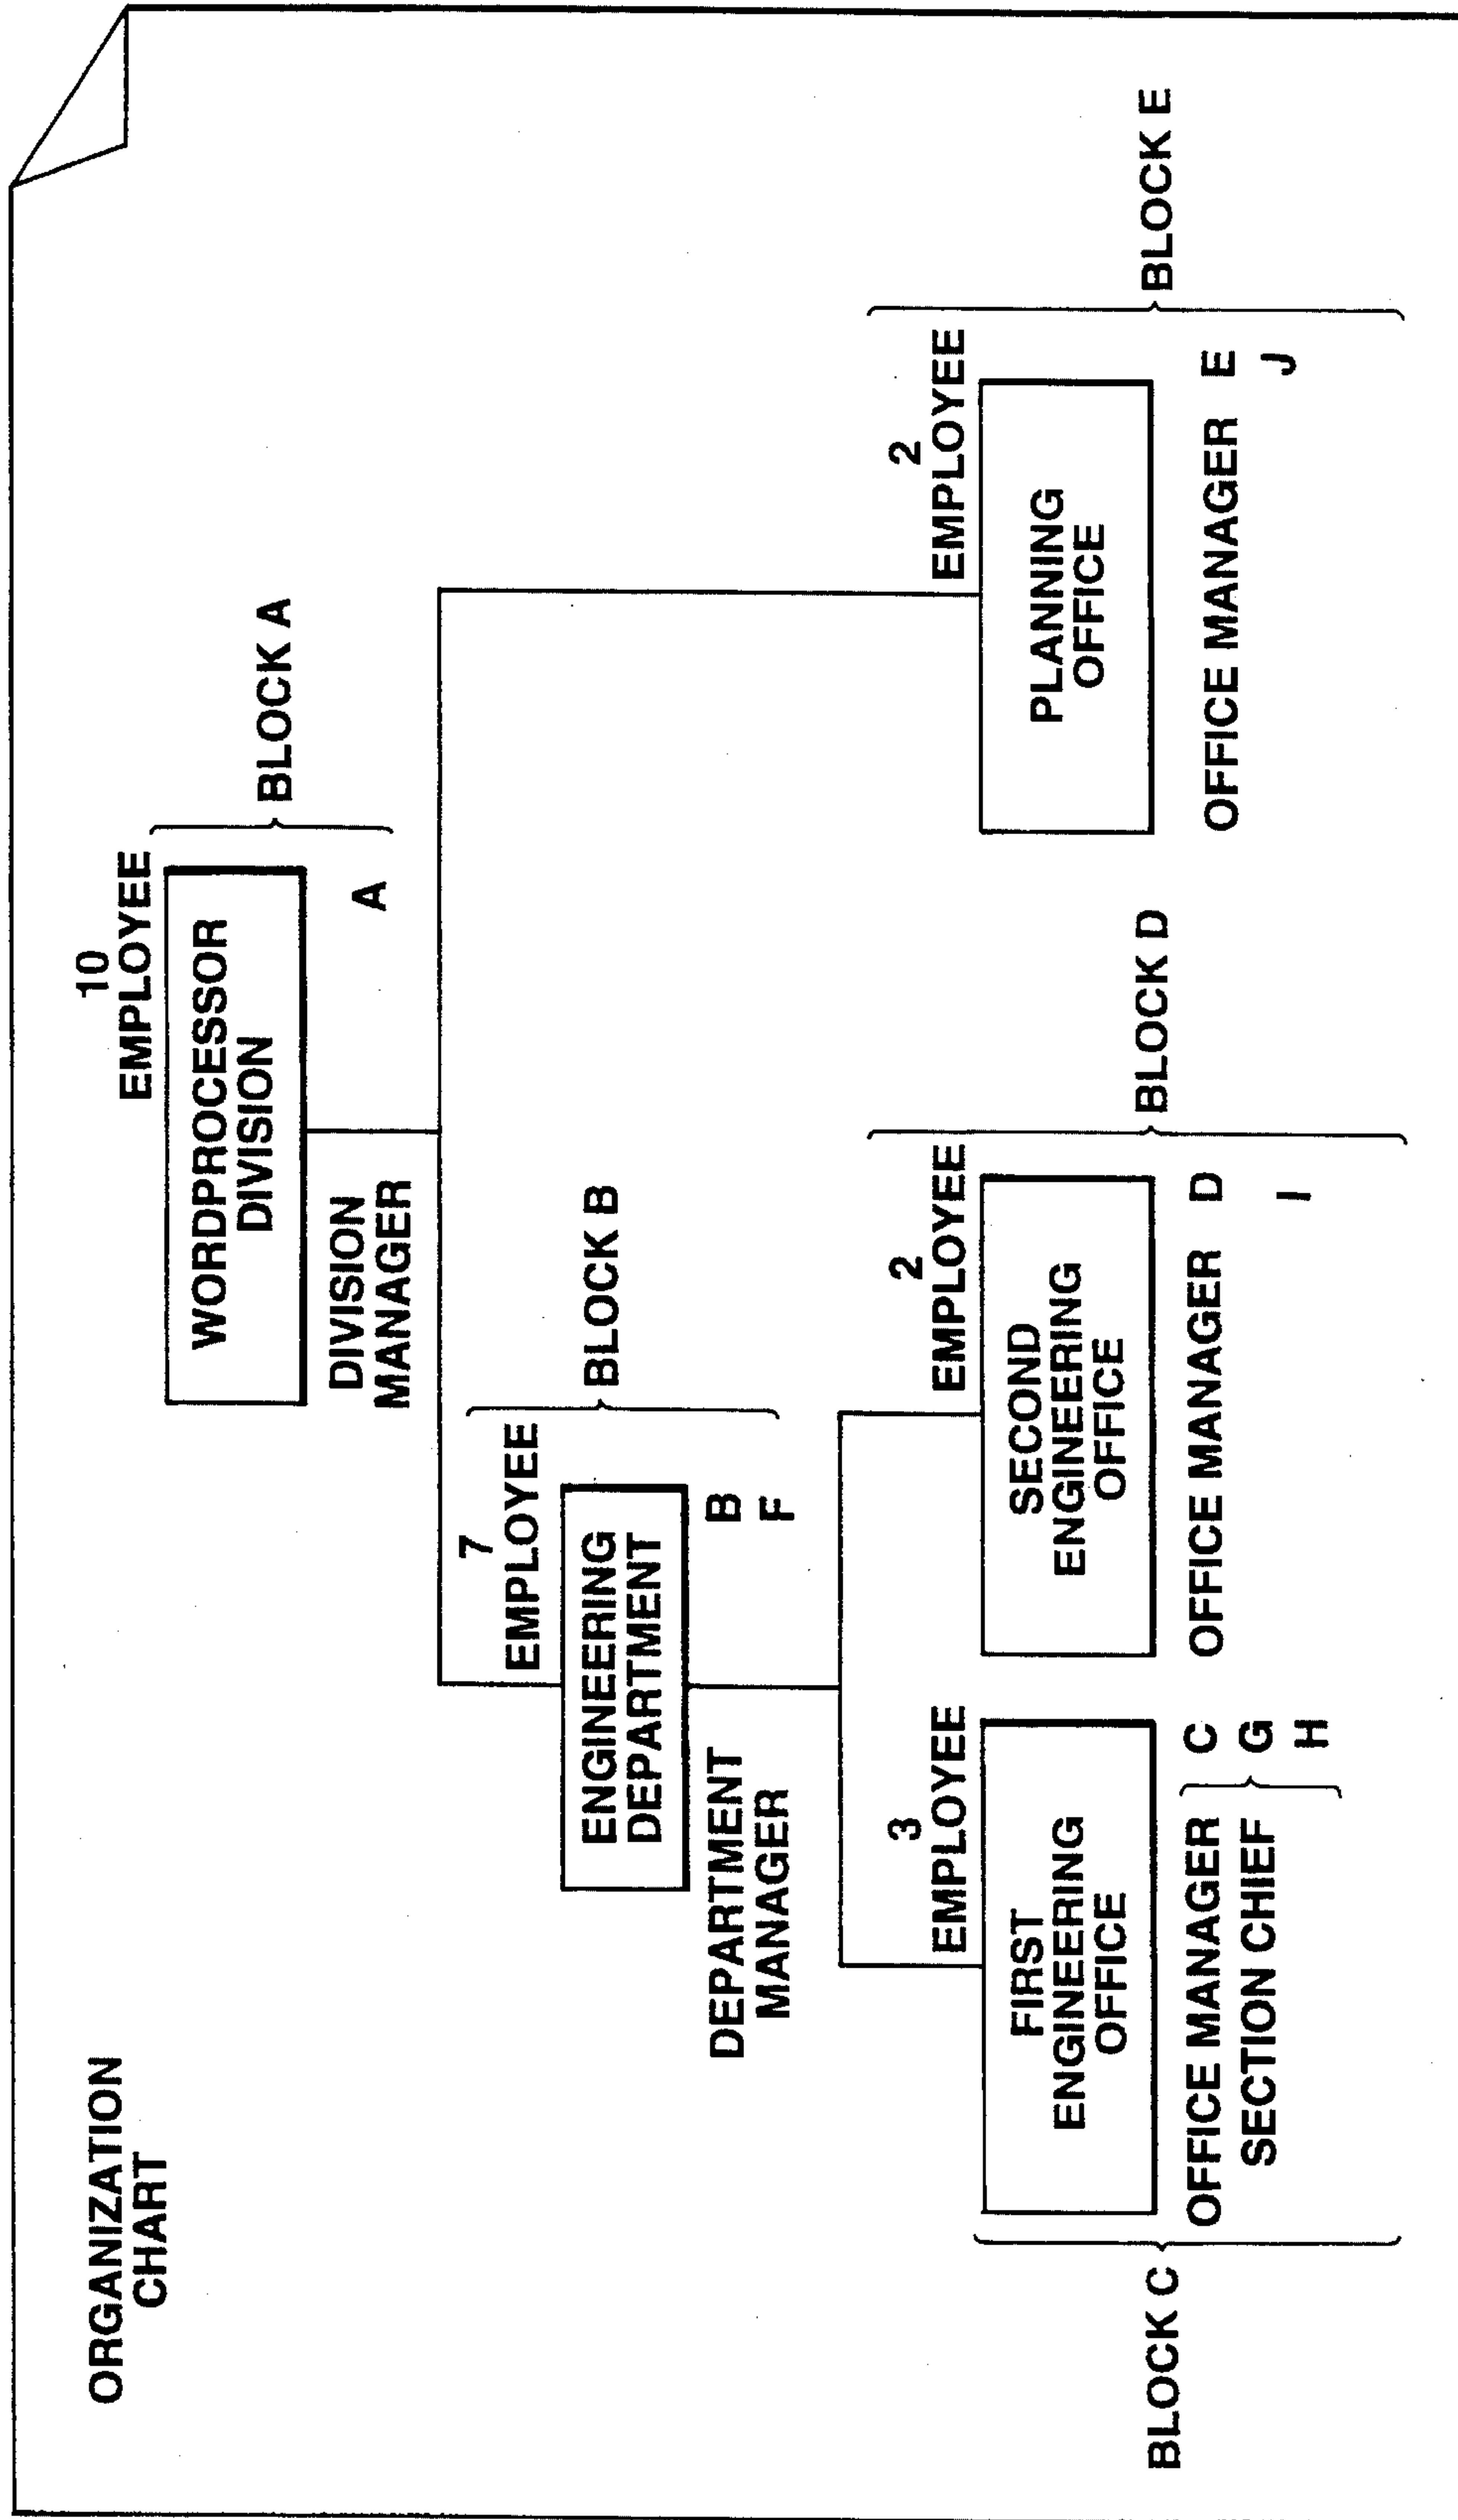 ORGANIZATION
CHART
10
EMPLOYEE
WORDPROCESSOR
DIVISION
DIVISION
MANAGER
A
BLOCK A
7
EMPLOYEE
ENGINEERING
DEPARTMENT
DEPARTMENT
MANAGER
B
F
BLOCK B
BLOCK C
3
EMPLOYEE
FIRST
ENGINEERING
OFFICE
OFFICE MANAGER C
SECTION CHIEF G
H
2
EMPLOYEE
SECOND
ENGINEERING
OFFICE
OFFICE MANAGER D
I
BLOCK D
2
EMPLOYEE
PLANNING
OFFICE
OFFICE MANAGER E
J
BLOCK E